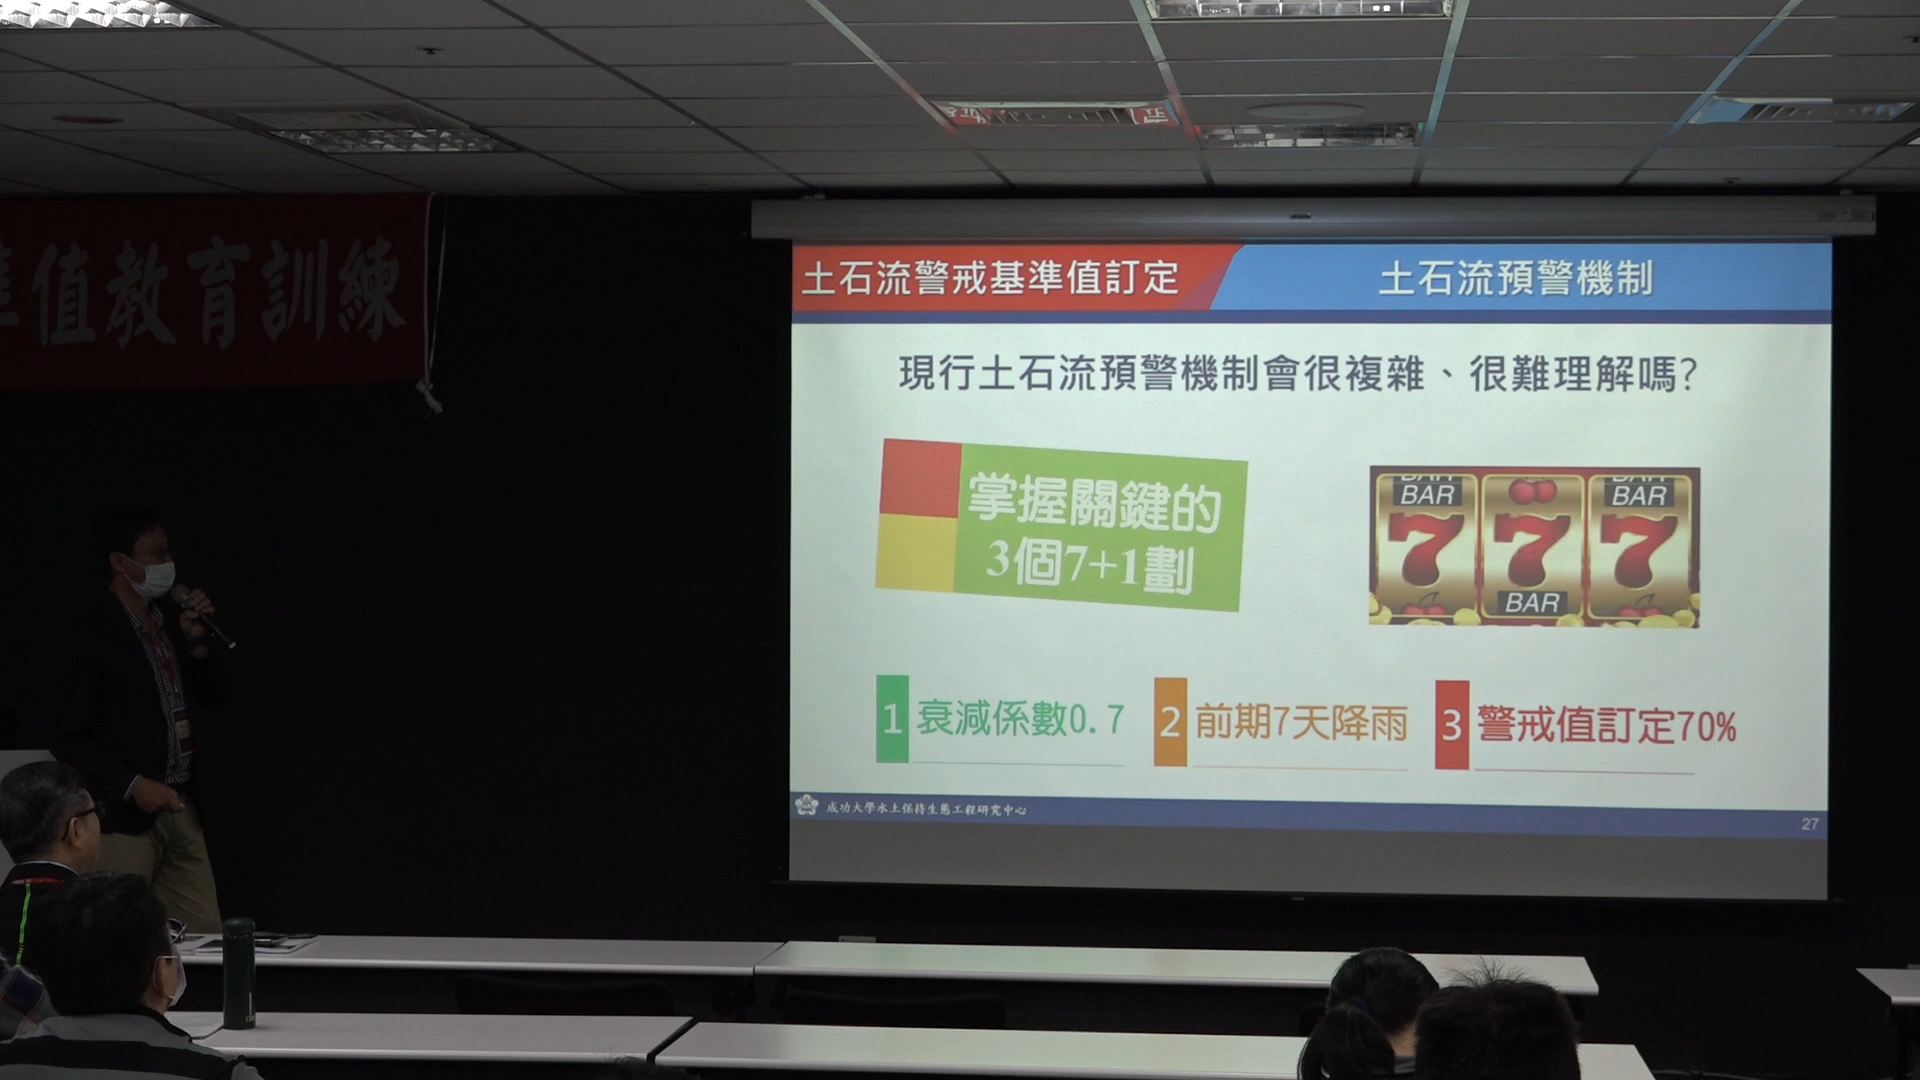 準值教育訓練
土石流警戒基準值訂定
土石流預警機制
現行土石流預警機制會很複雜、很難理解嗎?
掌握關鍵的
3個7+1劃
BAR
BAR
7
7
7
BAR
1 衰減係數0.7
2 前期7天降雨
3 警戒值訂定70%
成功大學水土保持生態工程研究中心
27